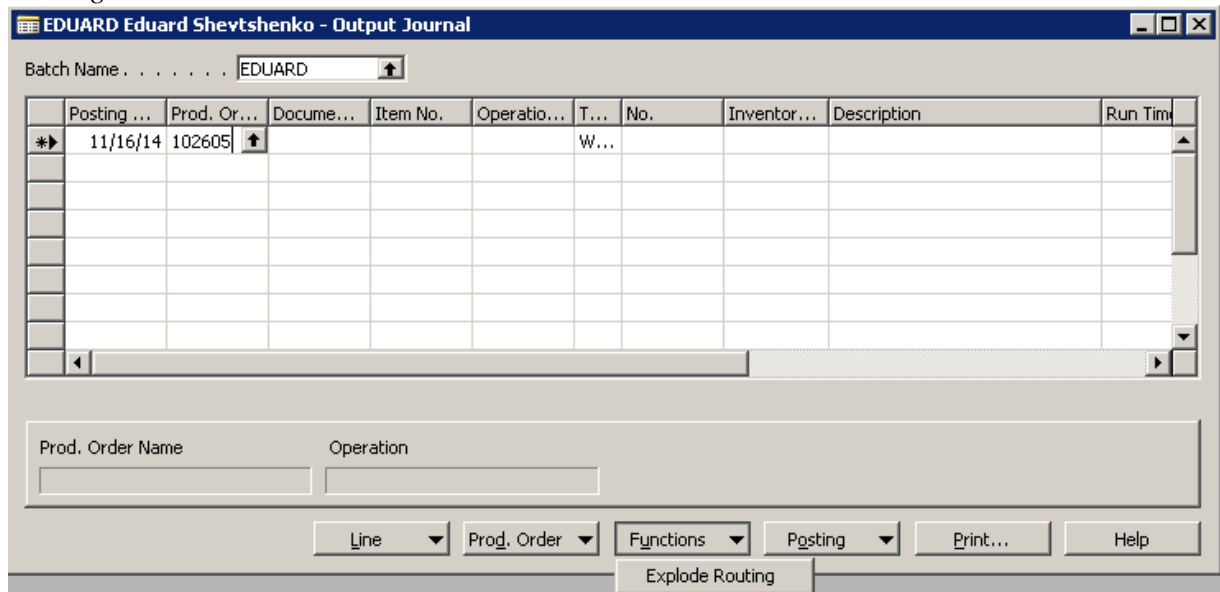 EDUARD Eduard Shevtshenko - Output Journal
Batch Name . . . . . . . EDUARD
Posting ... Prod. Or... Docume... Item No. Operatio... T... No. Inventor... Description Run Tim
11/16/14 102605 W...
Prod. Order Name Operation
Line Prod. Order Functions Posting Print... Help
Explode Routing